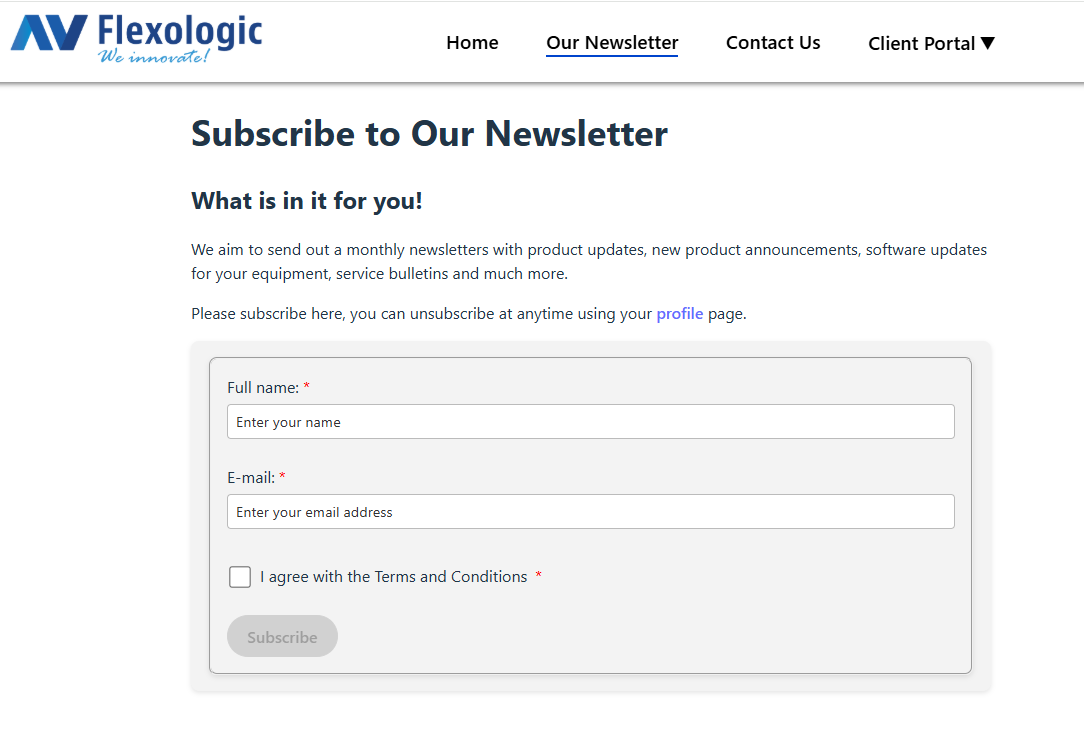 AV Flexologic
We innovate!
Home
Our Newsletter
Contact Us
Client Portal ▼
Subscribe to Our Newsletter
What is in it for you!
We aim to send out a monthly newsletters with product updates, new product announcements, software updates
for your equipment, service bulletins and much more.
Please subscribe here, you can unsubscribe at anytime using your profile page.
Full name: *
Enter your name
E-mail: *
Enter your email address
I agree with the Terms and Conditions *
Subscribe